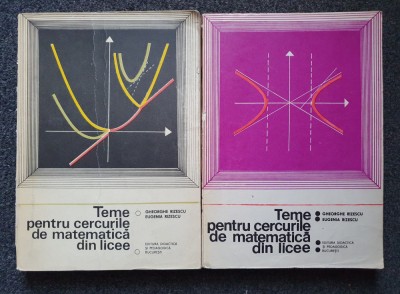 Teme
pentru cercurile
de matematică
din licee
GHEORGHE RIZESCU
EUGENIA RIZESCU
EDITURA DIDACTICĂ
ȘI PEDAGOGICĂ
BUCUREȘTI
Teme
pentru cercurile
de matematică
din licee
GHEORGHE RIZESCU
EUGENIA RIZESCU
EDITURA DIDACTICĂ
ȘI PEDAGOGICĂ
BUCUREȘTI